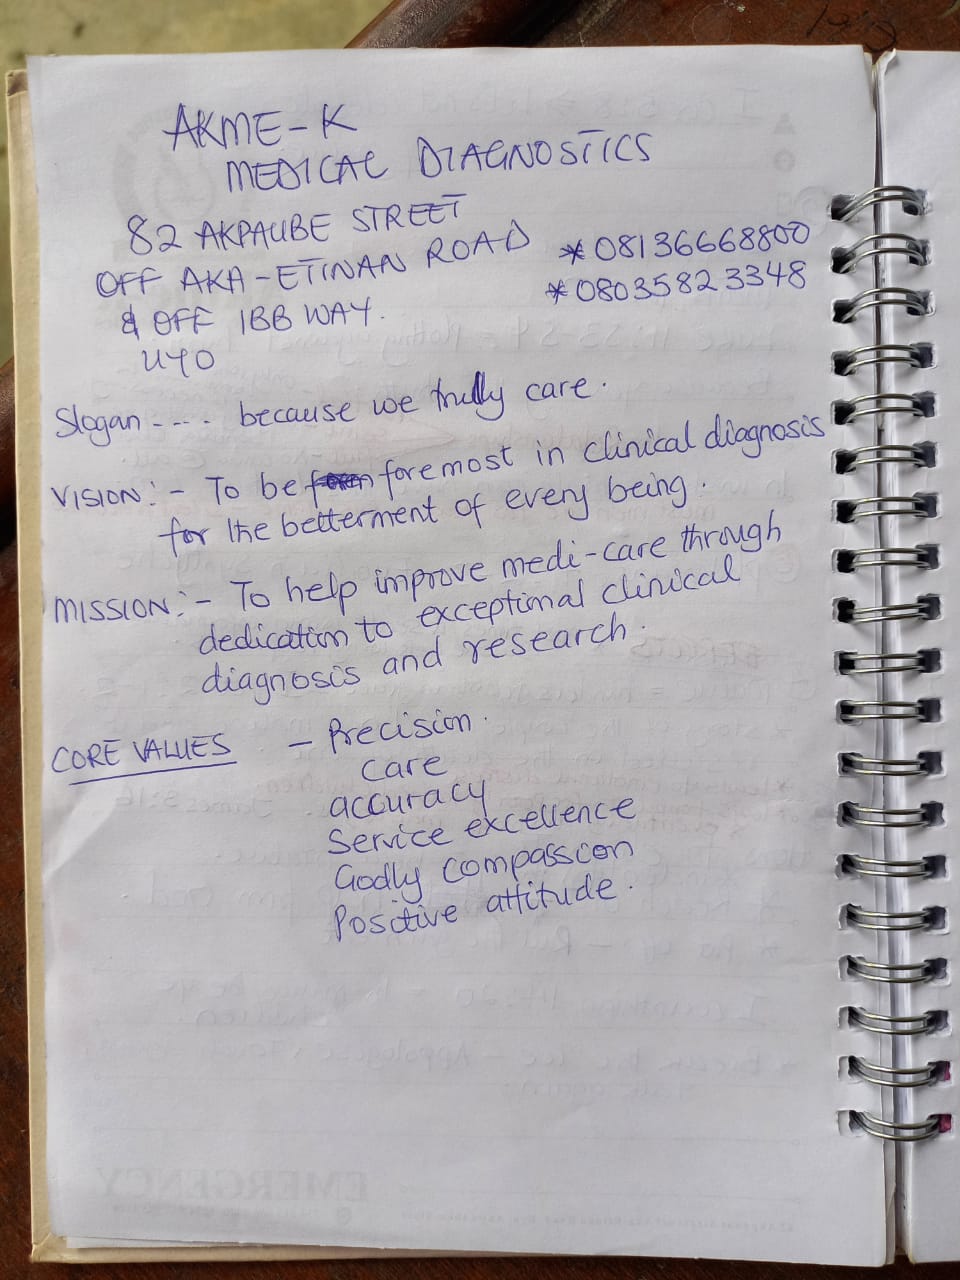 AKME-K
MEDICAL DIAGNOSTICS
82 AKPAUBE STREET
OFF AKA-ETINAN ROAD
& OFF IBB WAY.
UYO
* 08136668800
* 08035823348
Slogan - - - . because we trully care.
VISION:- To be foremost in clinical diagnosis
for the betterment of every being.
MISSION:- To help improve medi-care through
dedication to exceptional clinical
diagnosis and research.
CORE VALUES - Precision.
Care
accuracy
Service excellence
Godly compassion
Positive attitude.
EMERGENCY